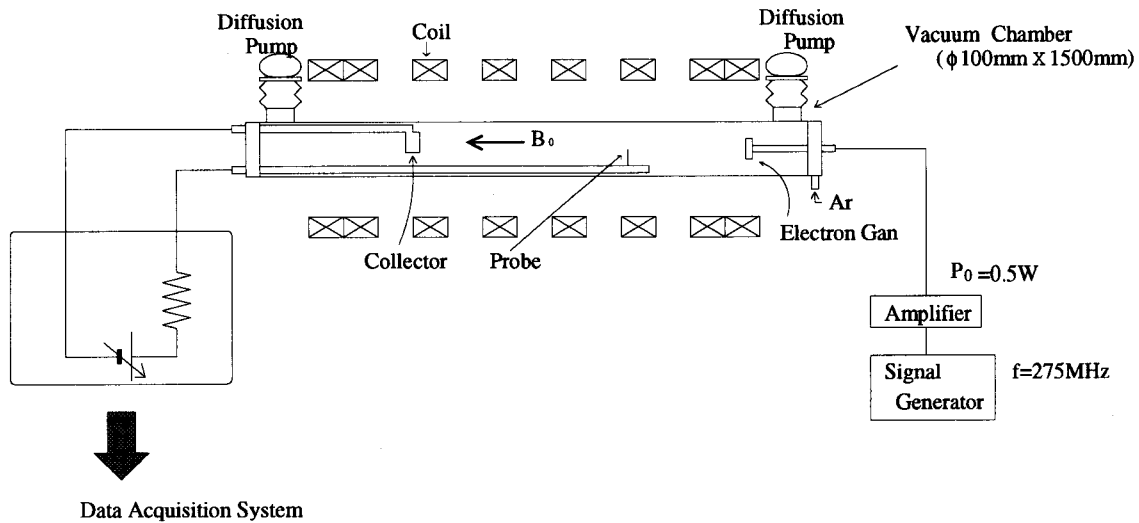 Diffusion
Pump
Coil
Diffusion
Pump
Vacuum Chamber
(ϕ100mm X 1500mm)
B₀
Ar
Electron Gan
Collector
Probe
P₀=0.5W
Amplifier
Signal
Generator
f=275MHz
Data Acquisition System